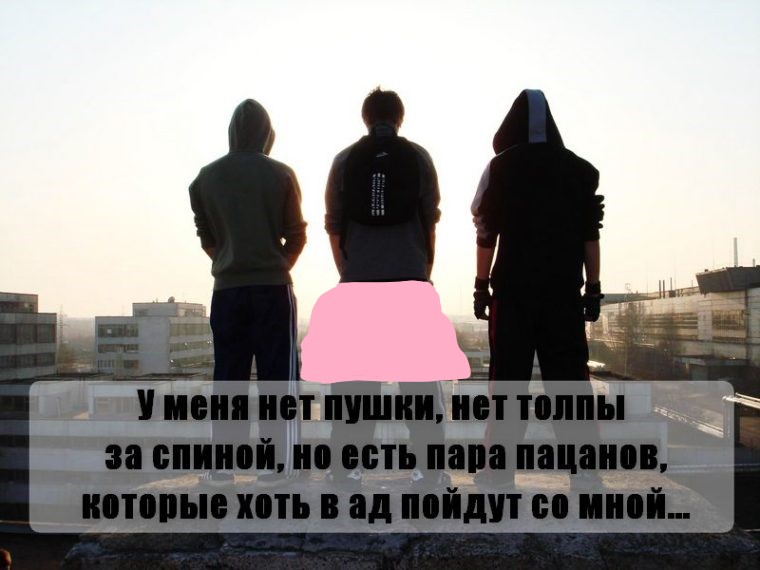 У меня нет пушки, нет толпы
за спиной, но есть пара пацанов,
которые хоть в ад пойдут со мной...